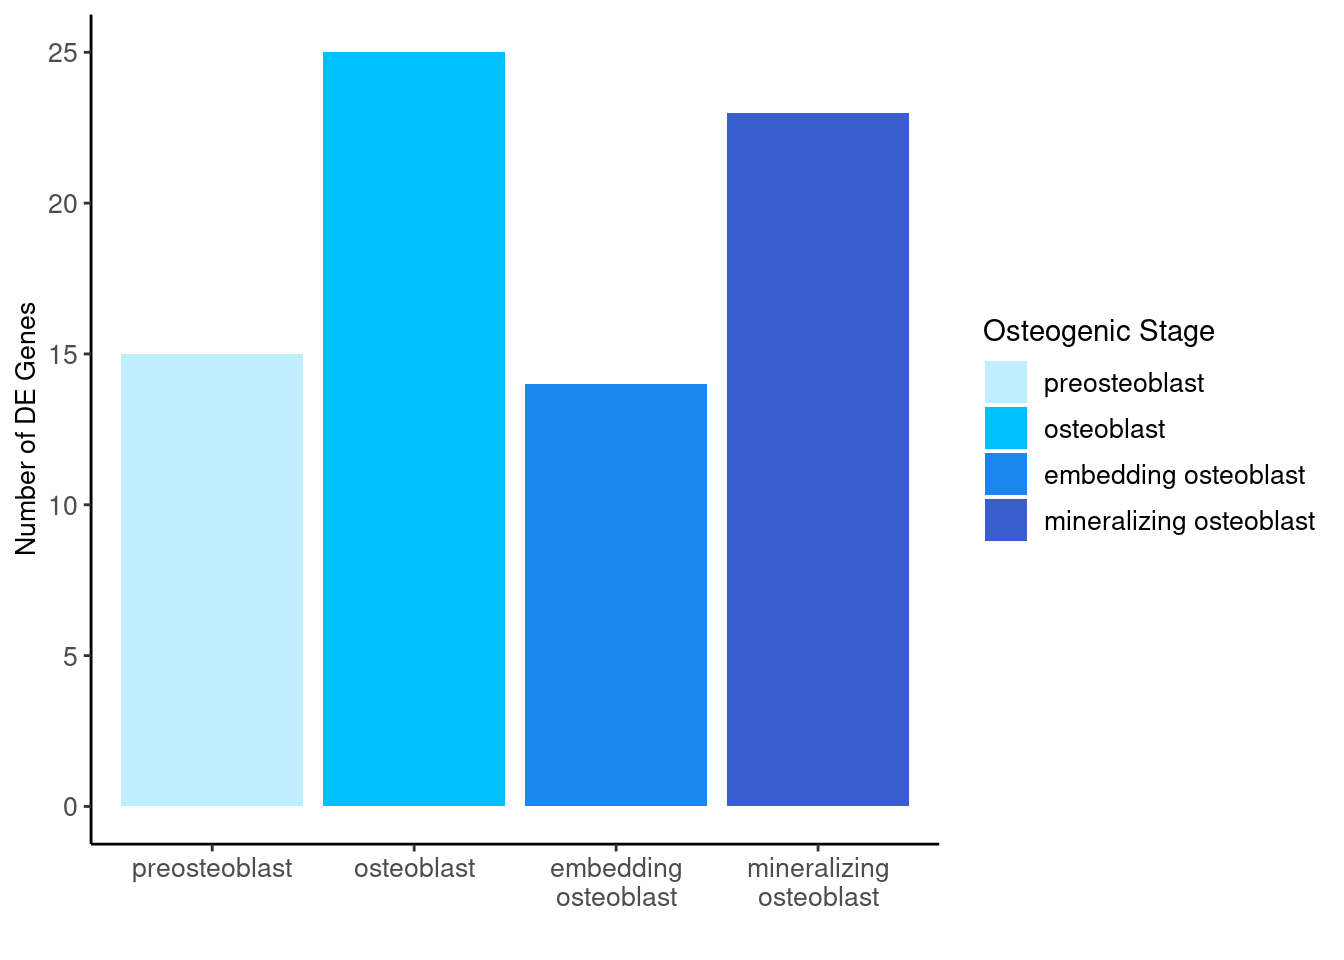 25
20
15
10
5
0
Number of DE Genes
preosteoblast
osteoblast
embedding
osteoblast
mineralizing
osteoblast
Osteogenic Stage
preosteoblast
osteoblast
embedding osteoblast
mineralizing osteoblast